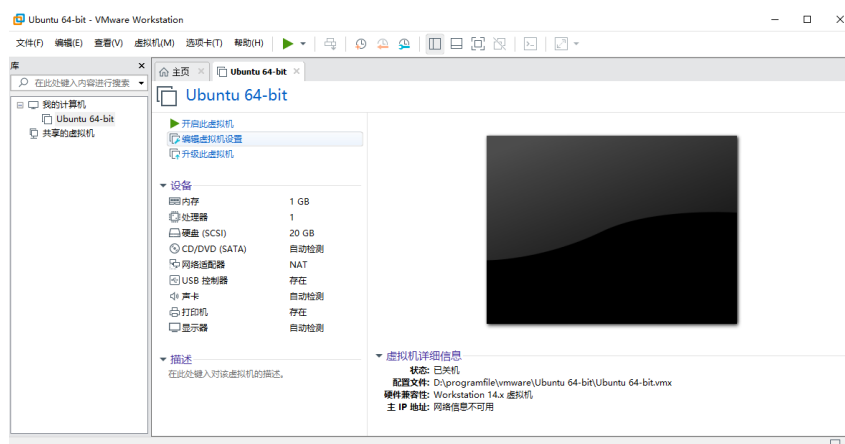 Ubuntu 64-bit - VMware Workstation
文件(F) 编辑(E) 查看(V) 虚拟机(M) 选项卡(T) 帮助(H)
库
在此处键入内容进行搜索
我的计算机
Ubuntu 64-bit
共享的虚拟机
主页 Ubuntu 64-bit
Ubuntu 64-bit
开启此虚拟机
编辑虚拟机设置
升级此虚拟机
设备
内存 1 GB
处理器 1
硬盘 (SCSI) 20 GB
CD/DVD (SATA) 自动检测
网络适配器 NAT
USB 控制器 存在
声卡 自动检测
打印机 存在
显示器 自动检测
描述
在此处键入对该虚拟机的描述。
虚拟机详细信息
状态: 已关机
配置文件: D:\programfile\vmware\Ubuntu 64-bit\Ubuntu 64-bit.vmx
硬件兼容性: Workstation 14.x 虚拟机
主 IP 地址: 网络信息不可用